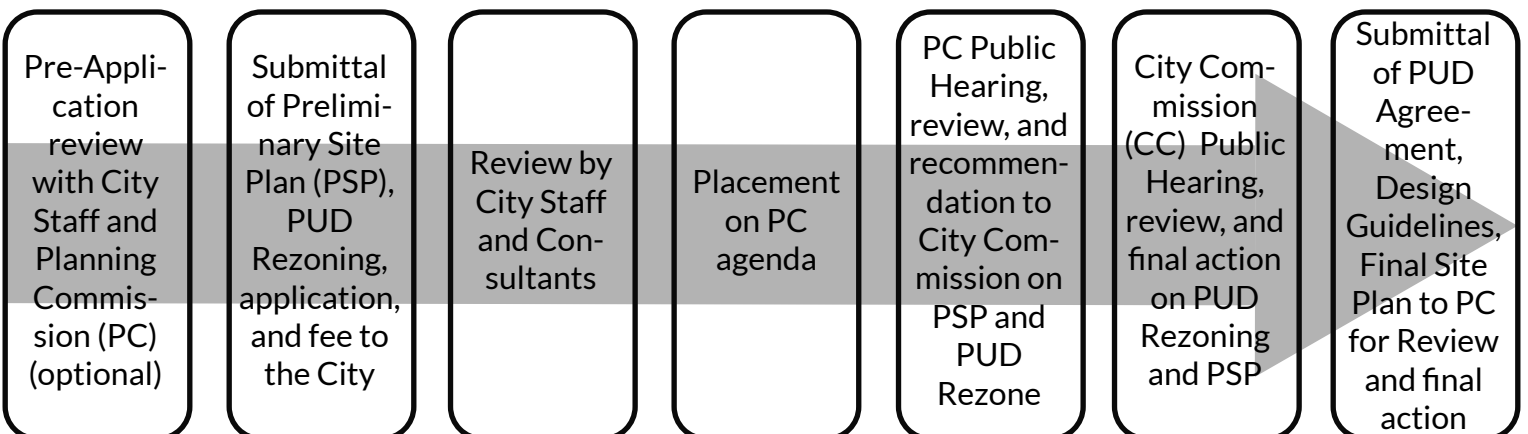 Pre-Appli-
cation
review
with City
Staff and
Planning
Commis-
sion (PC)
(optional)
Submittal
of Prelimi-
nary Site
Plan (PSP),
PUD
Rezoning,
application,
and fee to
the City
Review by
City Staff
and Con-
sultants
Placement
on PC
agenda
PC Public
Hearing,
review, and
recommen-
dation to
City Com-
mission on
PSP and
PUD
Rezone
City Com-
mission
(CC) Public
Hearing,
review, and
final action
on PUD
Rezoning
and PSP
Submittal
of PUD
Agree-
ment,
Design
Guidelines,
Final Site
Plan to PC
for Review
and final
action